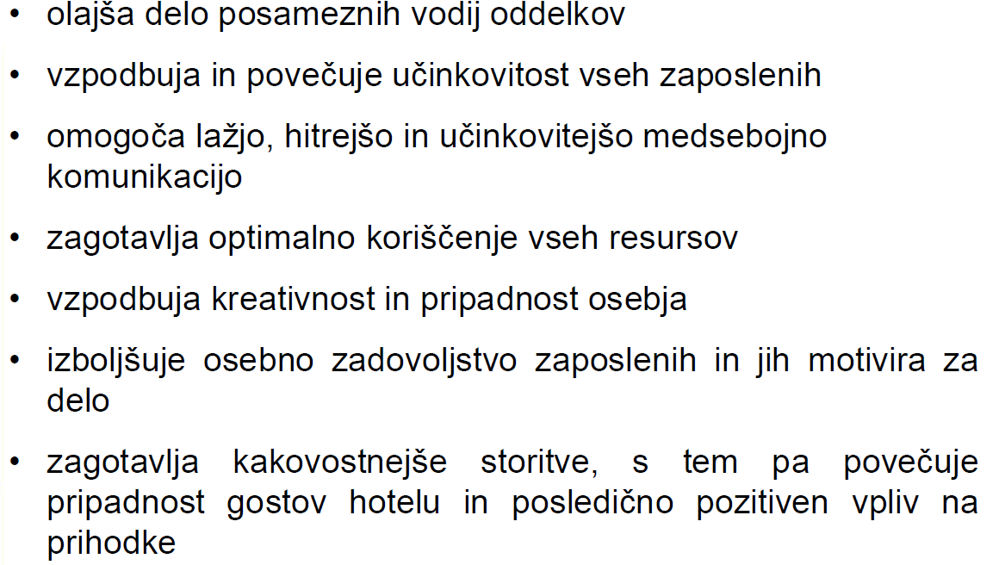 • olajša delo posameznih vodij oddelkov
• vzpodbuja in povečuje učinkovitost vseh zaposlenih
• omogoča lažjo, hitrejšo in učinkovitejšo medsebojno
komunikacijo
• zagotavlja optimalno koriščenje vseh resursov
• vzpodbuja kreativnost in pripadnost osebja
• izboljšuje osebno zadovoljstvo zaposlenih in jih motivira za
delo
• zagotavlja kakovostnejše storitve, s tem pa povečuje
pripadnost gostov hotelu in posledično pozitiven vpliv na
prihodke